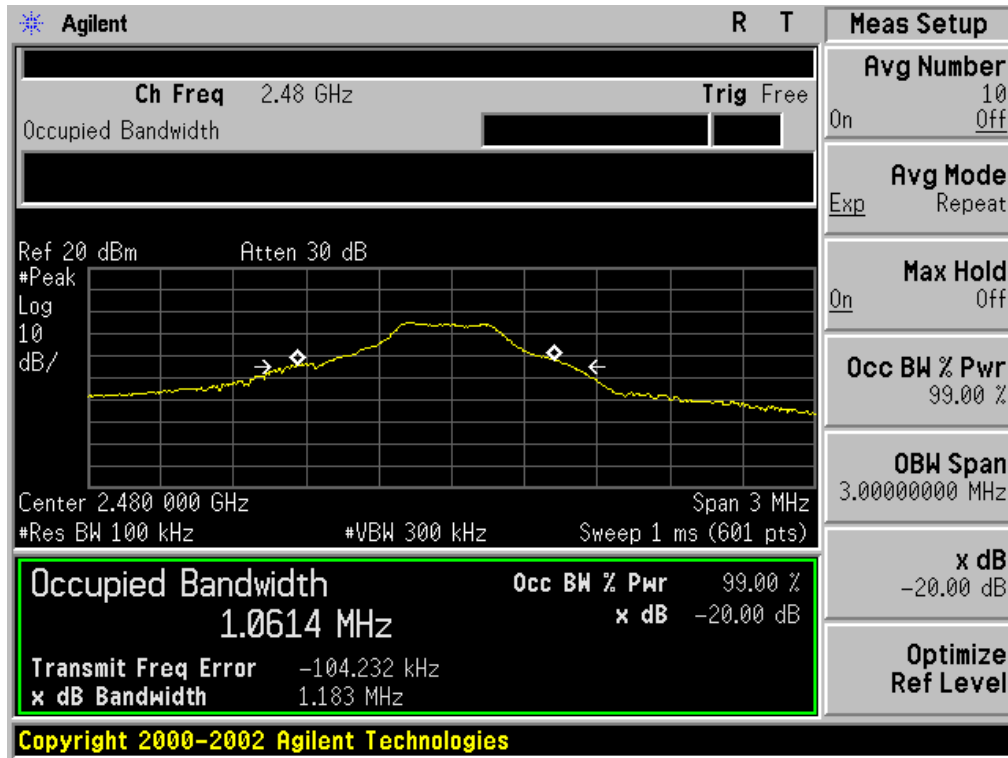 Agilent R T
Ch Freq 2.48 GHz Trig Free
Occupied Bandwidth
Ref 20 dBm Atten 30 dB
#Peak
Log
10
dB/
Center 2.480 000 GHz Span 3 MHz
#Res BW 100 kHz #VBW 300 kHz Sweep 1 ms (601 pts)
Occupied Bandwidth Occ BW % Pwr 99.00 %
1.0614 MHz x dB -20.00 dB
Transmit Freq Error -104.232 kHz
x dB Bandwidth 1.183 MHz
Copyright 2000-2002 Agilent Technologies
Meas Setup
Avg Number
10
On Off
Avg Mode
Exp Repeat
Max Hold
On Off
Occ BW % Pwr
99.00 %
OBW Span
3.00000000 MHz
x dB
-20.00 dB
Optimize
Ref Level